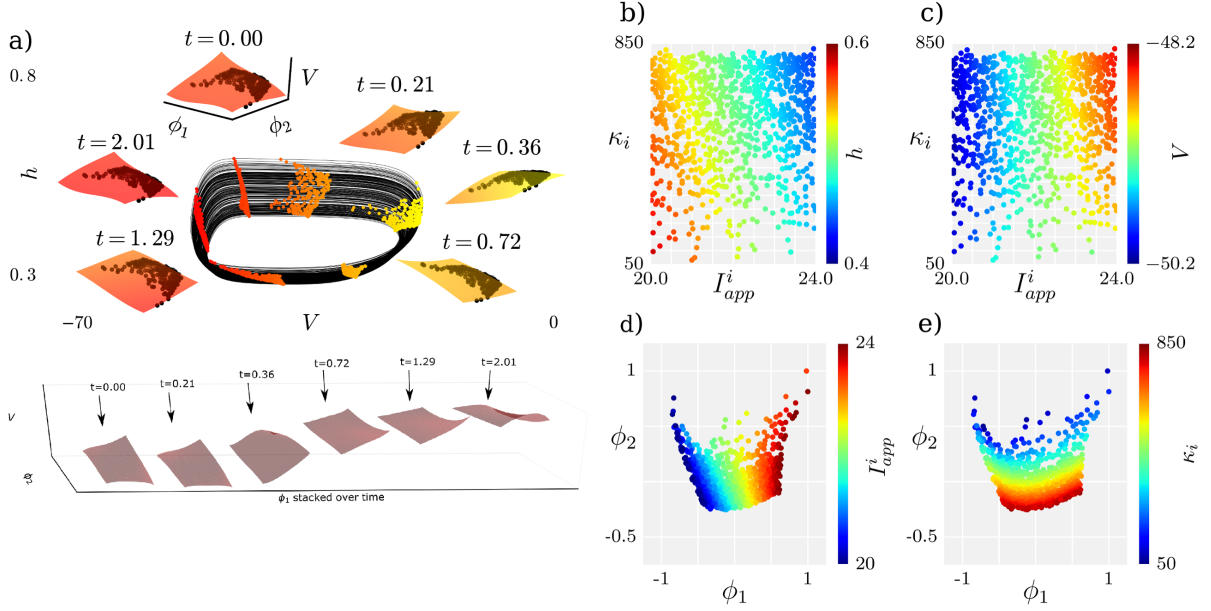 a)
t=0.00
V
ϕ1
ϕ2
t=0.21
t=2.01
t=0.36
t=1.29
t=0.72
h
0.8
0.3
−70
V
0
t=0.00
t=0.21
t=0.36
t=0.72
t=1.29
t=2.01
V
ϕ1 stacked over time
b)
850
κi
50
20.0
I^i_app
24.0
0.6
h
0.4
c)
850
κi
50
20.0
I^i_app
24.0
−48.2
V
−50.2
d)
1
ϕ2
-0.5
-1
ϕ1
1
24
I^i_app
20
e)
1
ϕ2
-0.5
-1
ϕ1
1
850
κi
50